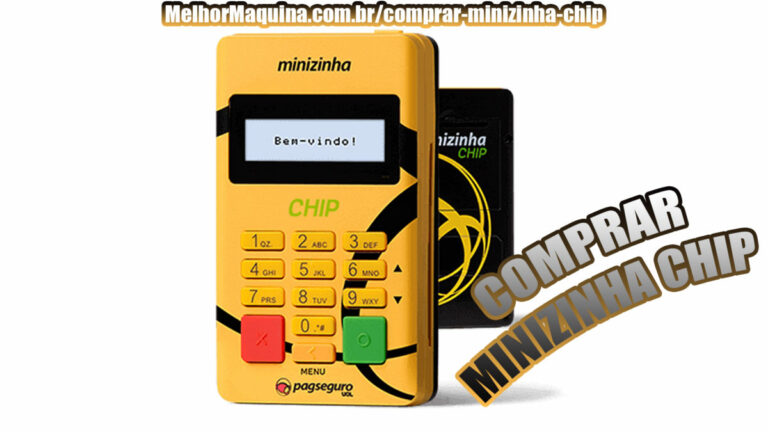 MelhorMaquina.com.br/comprar-minizinha-chip
minizinha
Bem-vindo!
nizinha
CHIP
CHIP
1 QZ. 2 ABC 3 DEF
4 GHI 5 JKL 6 MNO
7 PRS 8 TUV 9 WXY
0 .*#
X < O
MENU
pagseguro
UOL
COMPRAR
MINIZINHA CHIP